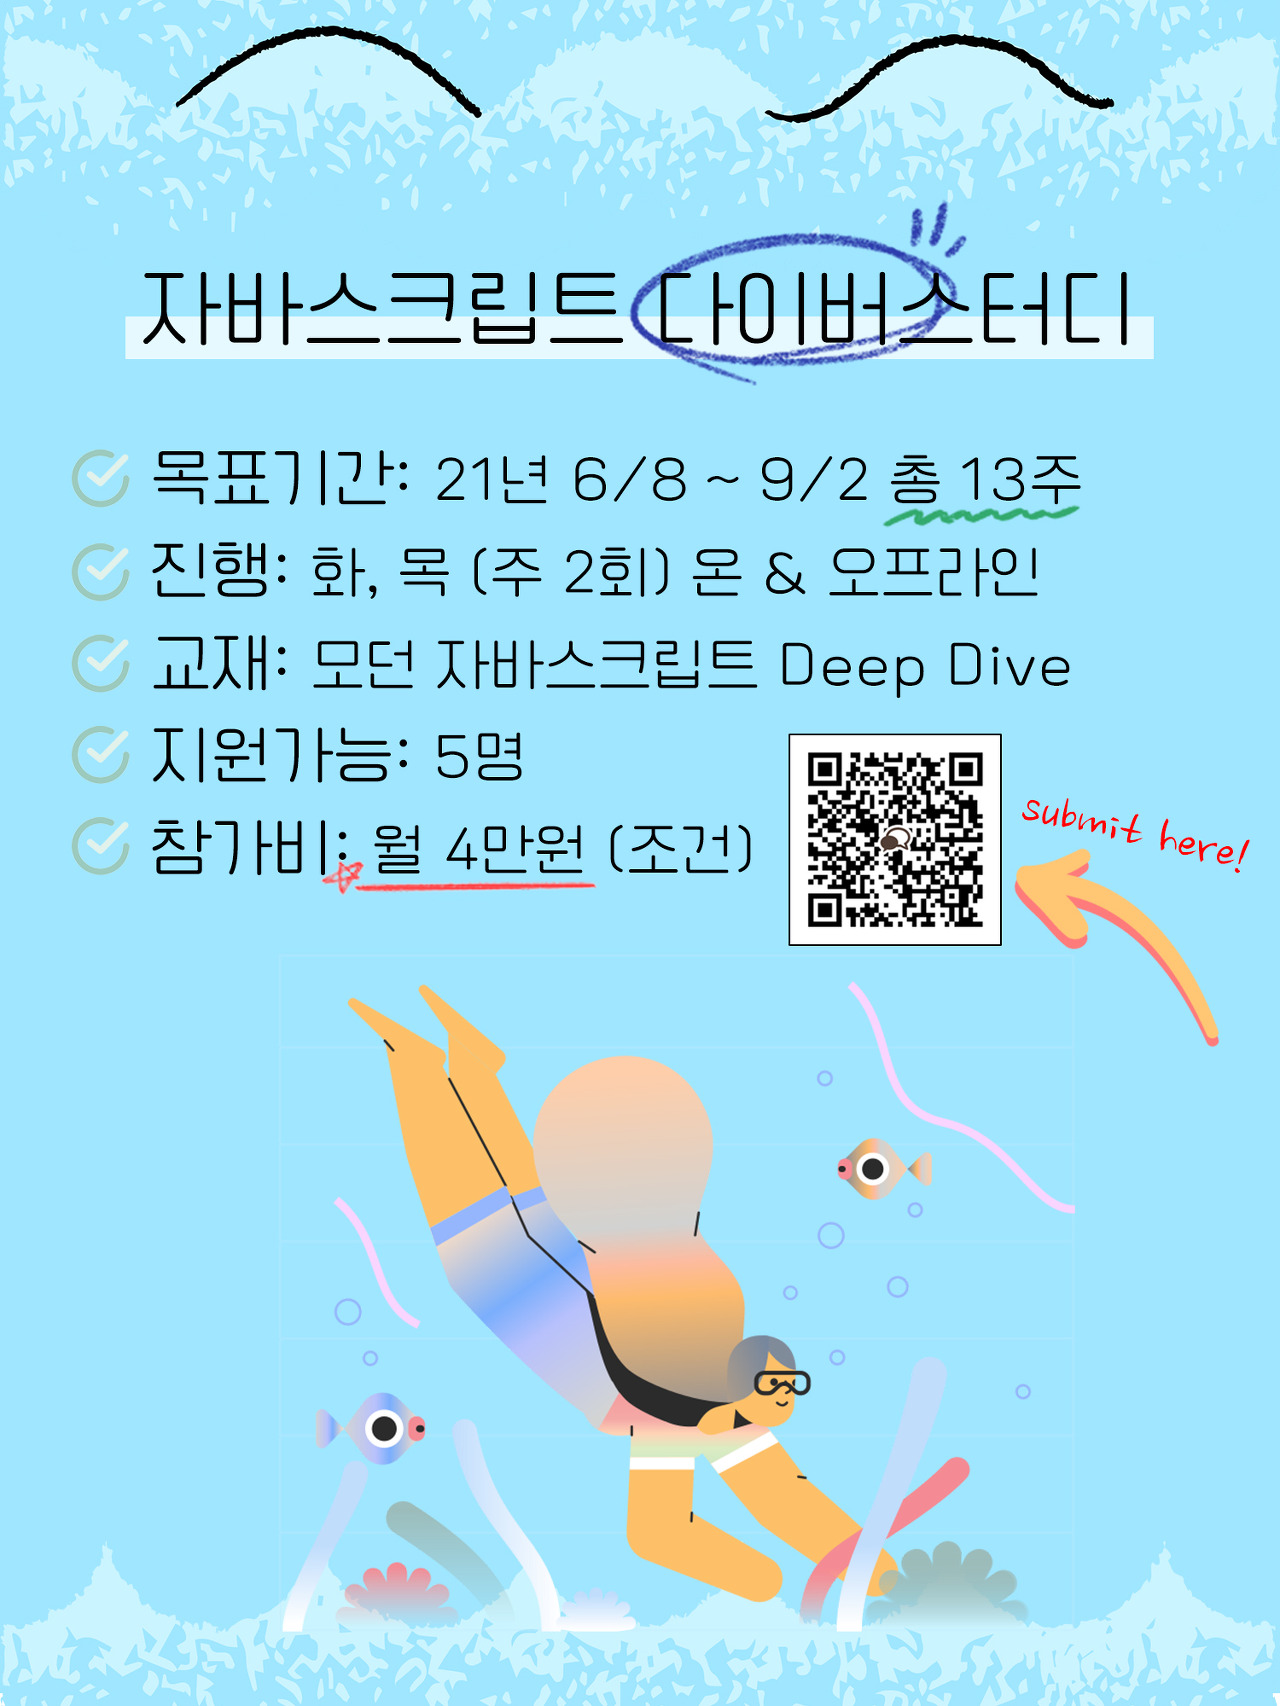 자바스크립트 다이버스터디
목표기간: 21년 6/8 ~ 9/2 총 13주
진행: 화, 목 (주 2회) 온 & 오프라인
교재: 모던 자바스크립트 Deep Dive
지원가능: 5명
참가비: 월 4만원 (조건)
submit here!